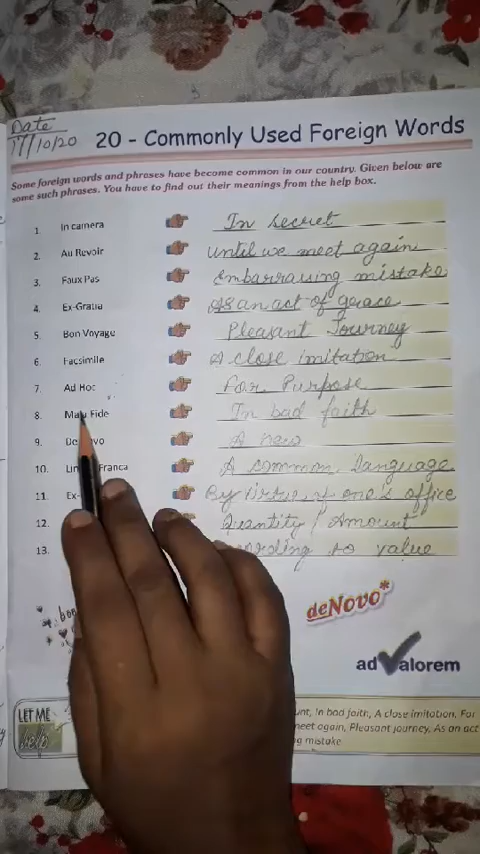 Date
17/10/20
20 - Commonly Used Foreign Words
Some foreign words and phrases have become common in our country. Given below are
some such phrases. You have to find out their meanings from the help box.
1. In camera In secret
2. Au Revoir Until we meet again
3. Faux Pas Embarrasing mistake
4. Ex-Gratia As an act of grace
5. Bon Voyage Pleasant Journey
6. Facsimile A close imitation
7. Ad Hoc For Purpose
8. Mala Fide In bad faith
9. A new
10. Franca A common language
11. Ex- By virtue of one's office
12. Quantity / Amount
13. to value
deNovo*
ad valorem
LET ME
help
In bad faith, A close imitation, For
meet again, Pleasant journey, As an act
mistake